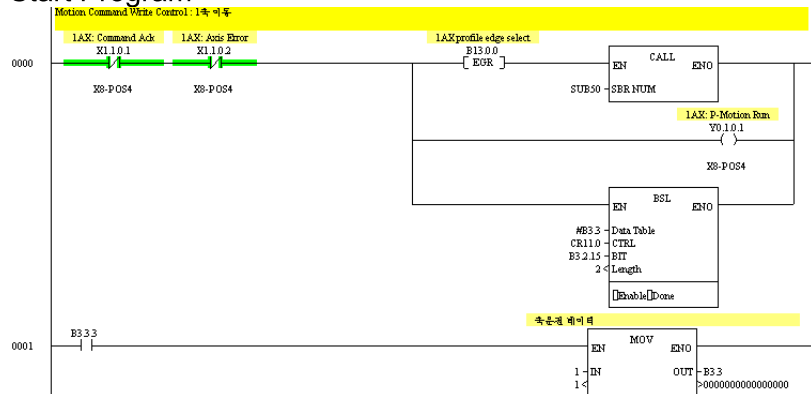 Start Program
Motion Command Write Control : 1축 이동
1AX: Command Ack 1AX: Axis Error 1AX profile edge select
X1.1.0.1 X1.1.0.2 B13.0.0
0000 EGR EN CALL ENO
X8-POS4 X8-POS4 SUB50 SBR NUM
1AX: P-Motion Run
Y0.1.0.1
X8-POS4
EN BSL ENO
#B3.3 Data Table
CR11.0 CTRL
B3.2.15 BIT
2< Length
Enable Done
축운전 데이터
B3.3.3
0001 EN MOV ENO
1 IN OUT B3.3
1< >0000000000000000